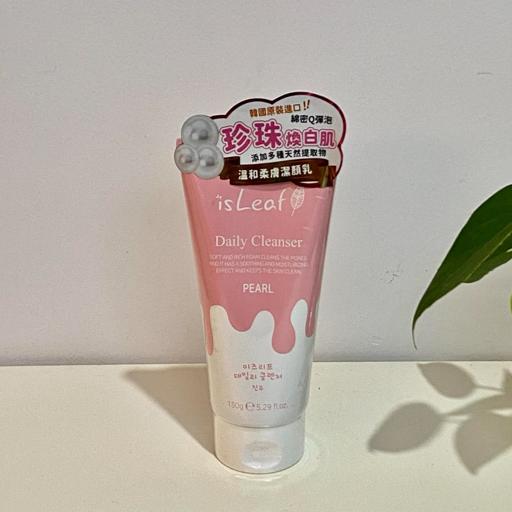 韓國原裝進口!!
綿密Q彈泡
珍珠煥白肌
添加多種天然提取物
溫和柔膚潔顏乳
isLeaf
Daily Cleanser
SOFT AND RICH FOAM CLEANS THE PORES
AND IT HAS A SOOTHING AND MOISTURIZING
EFFECT AND KEEPS THE SKIN CLEAN.
PEARL
이즈리프
데일리 클렌저
진주
150g ℮ 5.29 fl.oz.